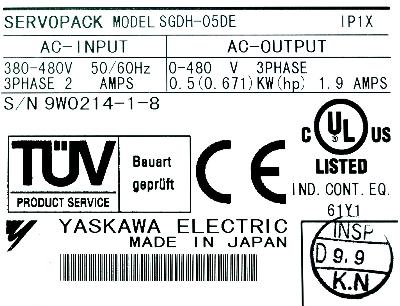 SERVOPACK MODEL SGDH-05DE IP1X
AC-INPUT AC-OUTPUT
380-480V 50/60Hz 0-480 V 3PHASE
3PHASE 2 AMPS 0.5(0.671)KW(hp) 1.9 AMPS
S/N 9W0214-1-8
C UL US
LISTED
TÜV
PRODUCT SERVICE
Bauart
geprüft
CE
IND. CONT. EQ.
61Y1
YASKAWA ELECTRIC
MADE IN JAPAN
INSP
D 9, 9
K.N